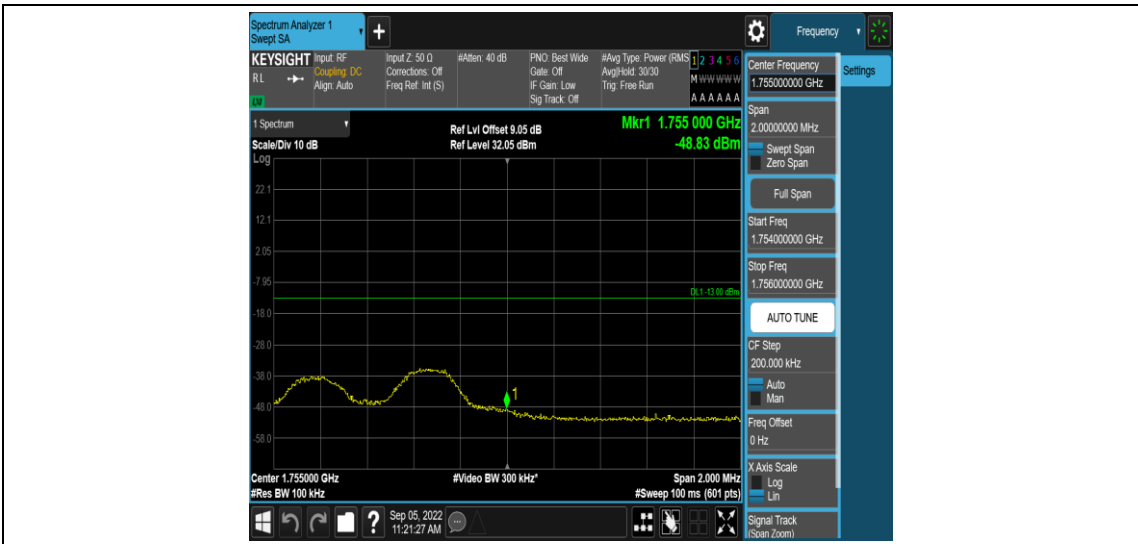 Spectrum Analyzer 1
Swept SA
+
Frequency
KEYSIGHT
RL
LXI
Input: RF
Coupling: DC
Align: Auto
Input Z: 50 Ω
Corrections: Off
Freq Ref: Int (S)
#Atten: 40 dB
PNO: Best Wide
Gate: Off
IF Gain: Low
Sig Track: Off
#Avg Type: Power (RMS
Avg|Hold: 30/30
Trig: Free Run
1 2 3 4 5 6
M W W W W W
A A A A A A
1 Spectrum
Scale/Div 10 dB
Log
Ref Lvl Offset 9.05 dB
Ref Level 32.05 dBm
Mkr1 1.755 000 GHz
-48.83 dBm
22.1
12.1
2.05
-7.95
DL1 -13.00 dBm
-18.0
-28.0
-38.0
1
-48.0
-58.0
Center 1.755000 GHz
#Res BW 100 kHz
#Video BW 300 kHz*
Span 2.000 MHz
#Sweep 100 ms (601 pts)
?
Sep 05, 2022
11:21:27 AM
Center Frequency
1.755000000 GHz
Settings
Span
2.00000000 MHz
Swept Span
Zero Span
Full Span
Start Freq
1.754000000 GHz
Stop Freq
1.756000000 GHz
AUTO TUNE
CF Step
200.000 kHz
Auto
Man
Freq Offset
0 Hz
X Axis Scale
Log
Lin
Signal Track
(Span Zoom)